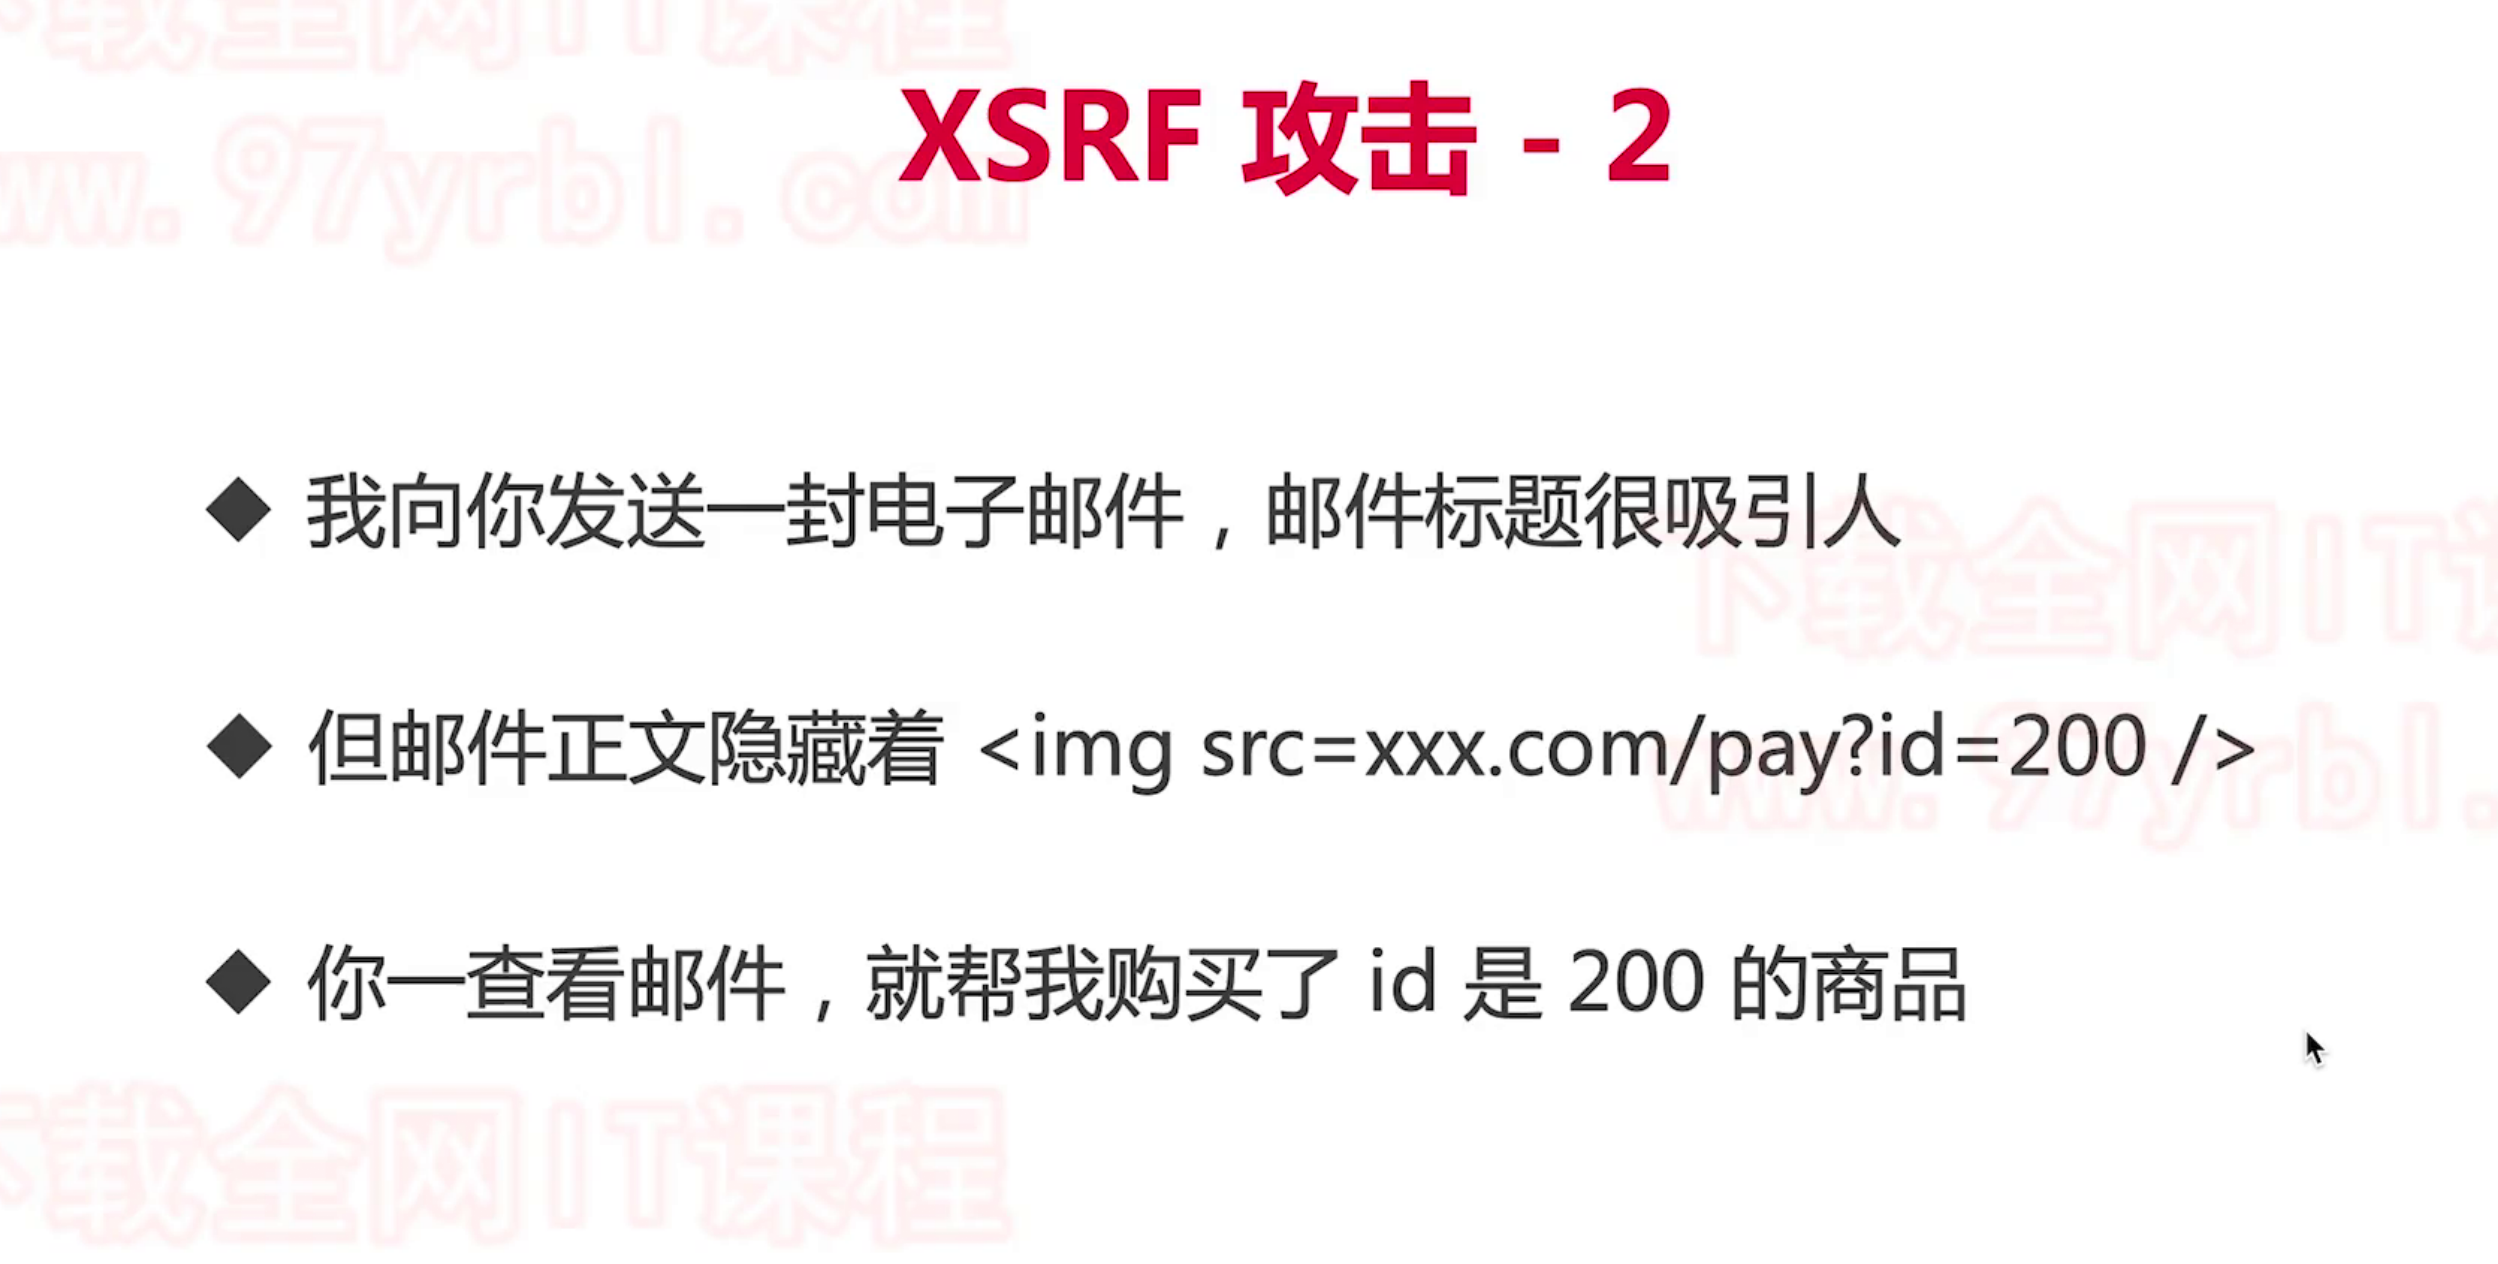 下载全网IT课程
www.97yrbl.com
XSRF 攻击 - 2
◆ 我向你发送一封电子邮件，邮件标题很吸引人
下载全网IT课
◆ 但邮件正文隐藏着 <img src=xxx.com/pay?id=200 />
www.97yrbl.
◆ 你一查看邮件，就帮我购买了 id 是 200 的商品
下载全网IT课程